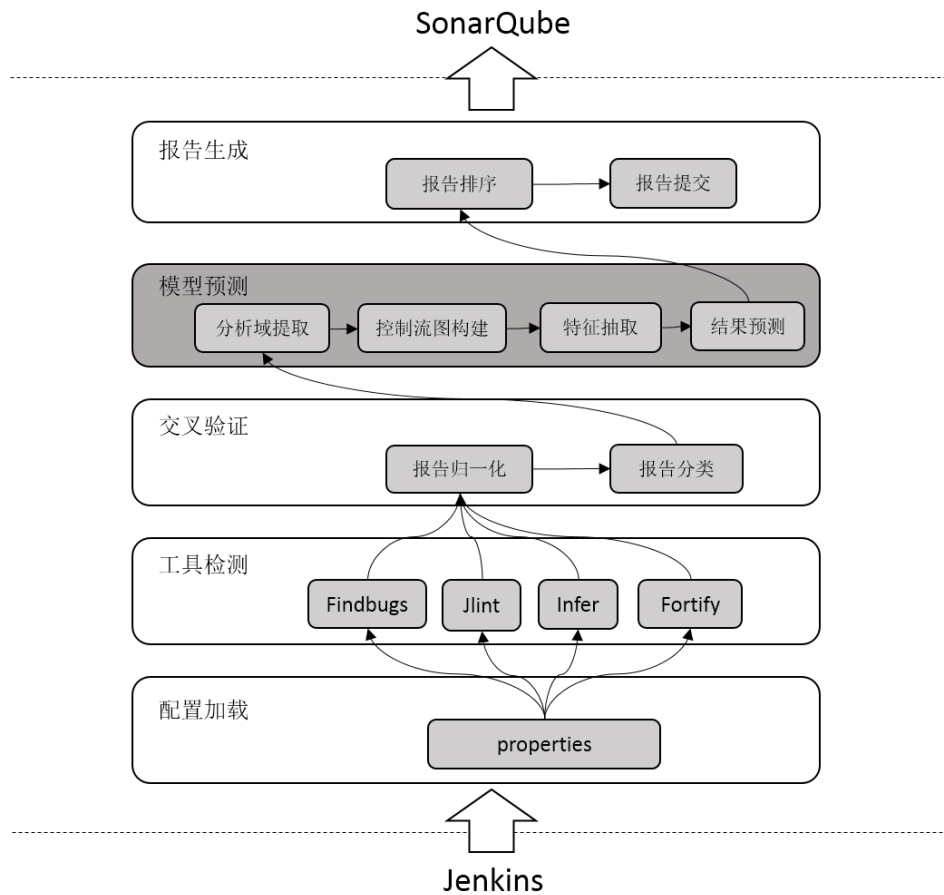 SonarQube
报告生成
报告排序
报告提交
模型预测
分析域提取
控制流图构建
特征抽取
结果预测
交叉验证
报告归一化
报告分类
工具检测
Findbugs
Jlint
Infer
Fortify
配置加载
properties
Jenkins